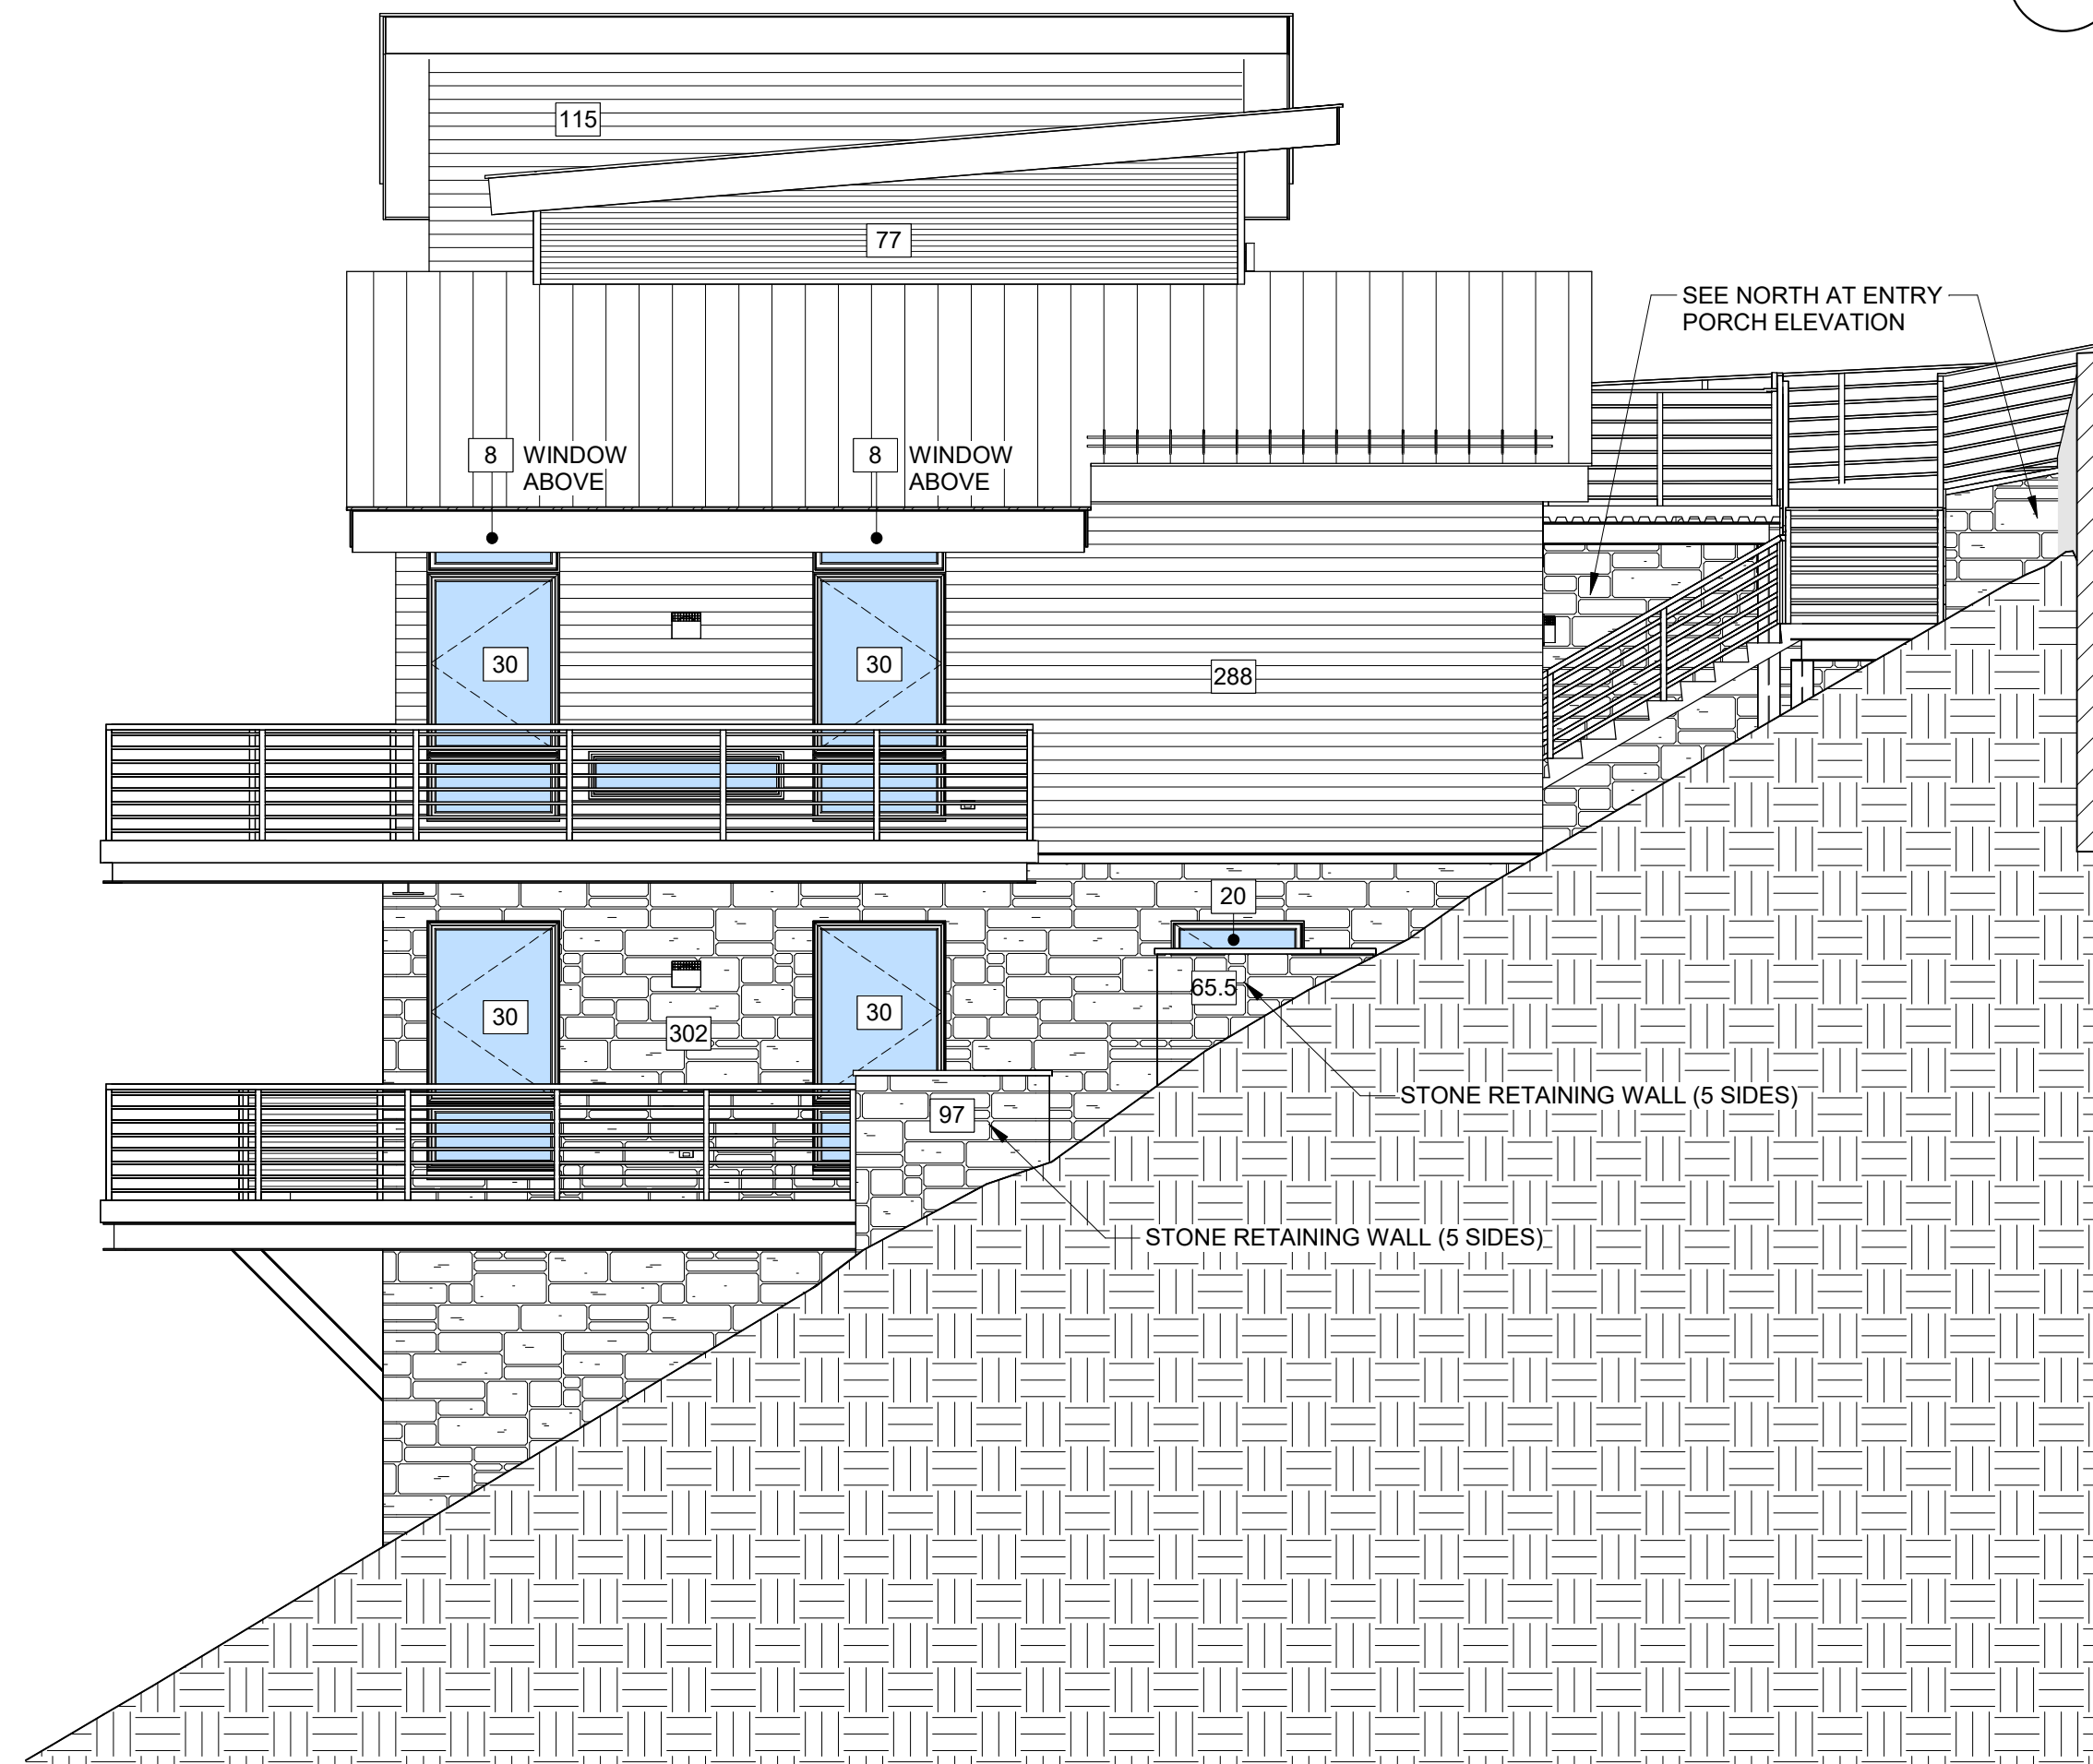 115
77
SEE NORTH AT ENTRY
PORCH ELEVATION
8 WINDOW
ABOVE
8 WINDOW
ABOVE
30
30
288
20
65.5
30
30
302
STONE RETAINING WALL (5 SIDES)
97
STONE RETAINING WALL (5 SIDES)